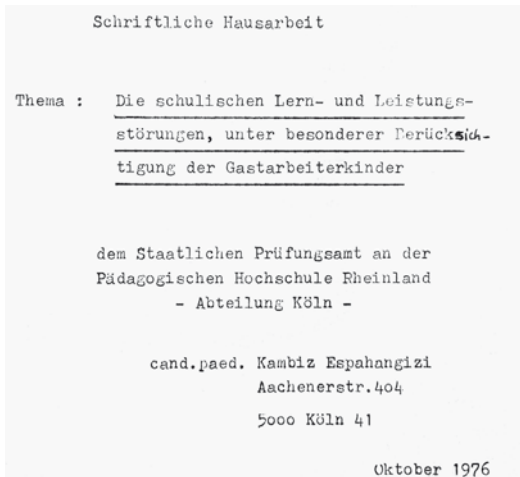 Schriftliche Hausarbeit
Thema : Die schulischen Lern- und Leistungs-
störungen, unter besonderer Berücksich-
tigung der Gastarbeiterkinder
dem Staatlichen Prüfungsamt an der
Pädagogischen Hochschule Rheinland
- Abteilung Köln -
cand.paed. Kambiz Espahangizi
Aachenerstr.404
5000 Köln 41
Oktober 1976